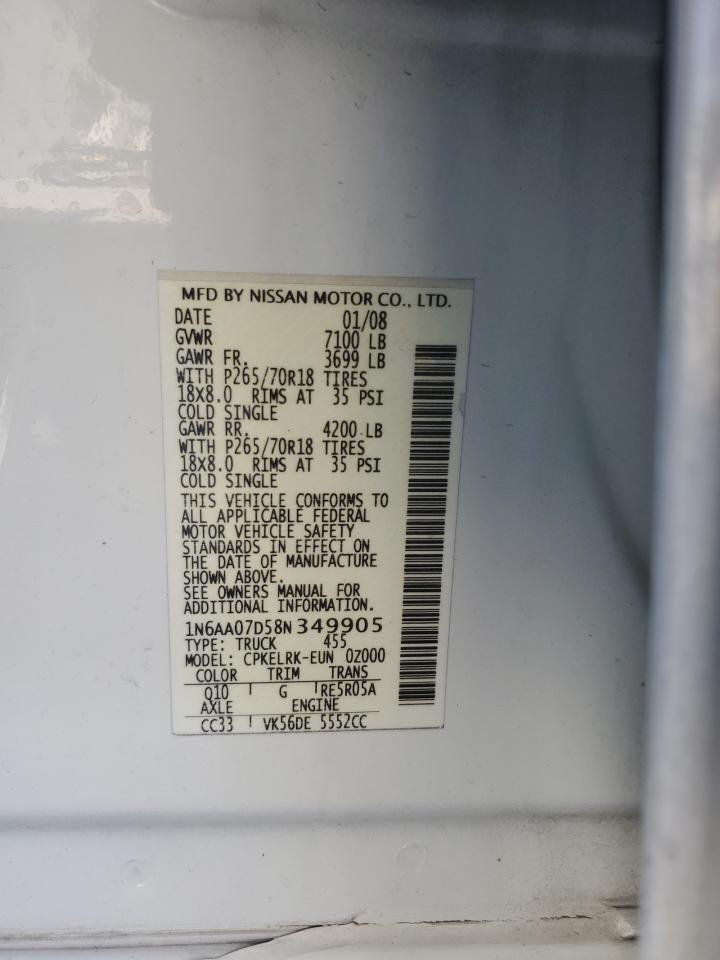 MFD BY NISSAN MOTOR CO., LTD.
DATE 01/08
GVWR 7100 LB
GAWR FR. 3699 LB
WITH P265/70R18 TIRES
18X8.0 RIMS AT 35 PSI
COLD SINGLE
GAWR RR. 4200 LB
WITH P265/70R18 TIRES
18X8.0 RIMS AT 35 PSI
COLD SINGLE
THIS VEHICLE CONFORMS TO
ALL APPLICABLE FEDERAL
MOTOR VEHICLE SAFETY
STANDARDS IN EFFECT ON
THE DATE OF MANUFACTURE
SHOWN ABOVE.
SEE OWNERS MANUAL FOR
ADDITIONAL INFORMATION.
1N6AA07D58N349905
TYPE: TRUCK 455
MODEL: CPKELRK-EUN 0Z000
COLOR TRIM TRANS
Q10 G RE5R05A
AXLE ENGINE
CC33 VK56DE 5552CC